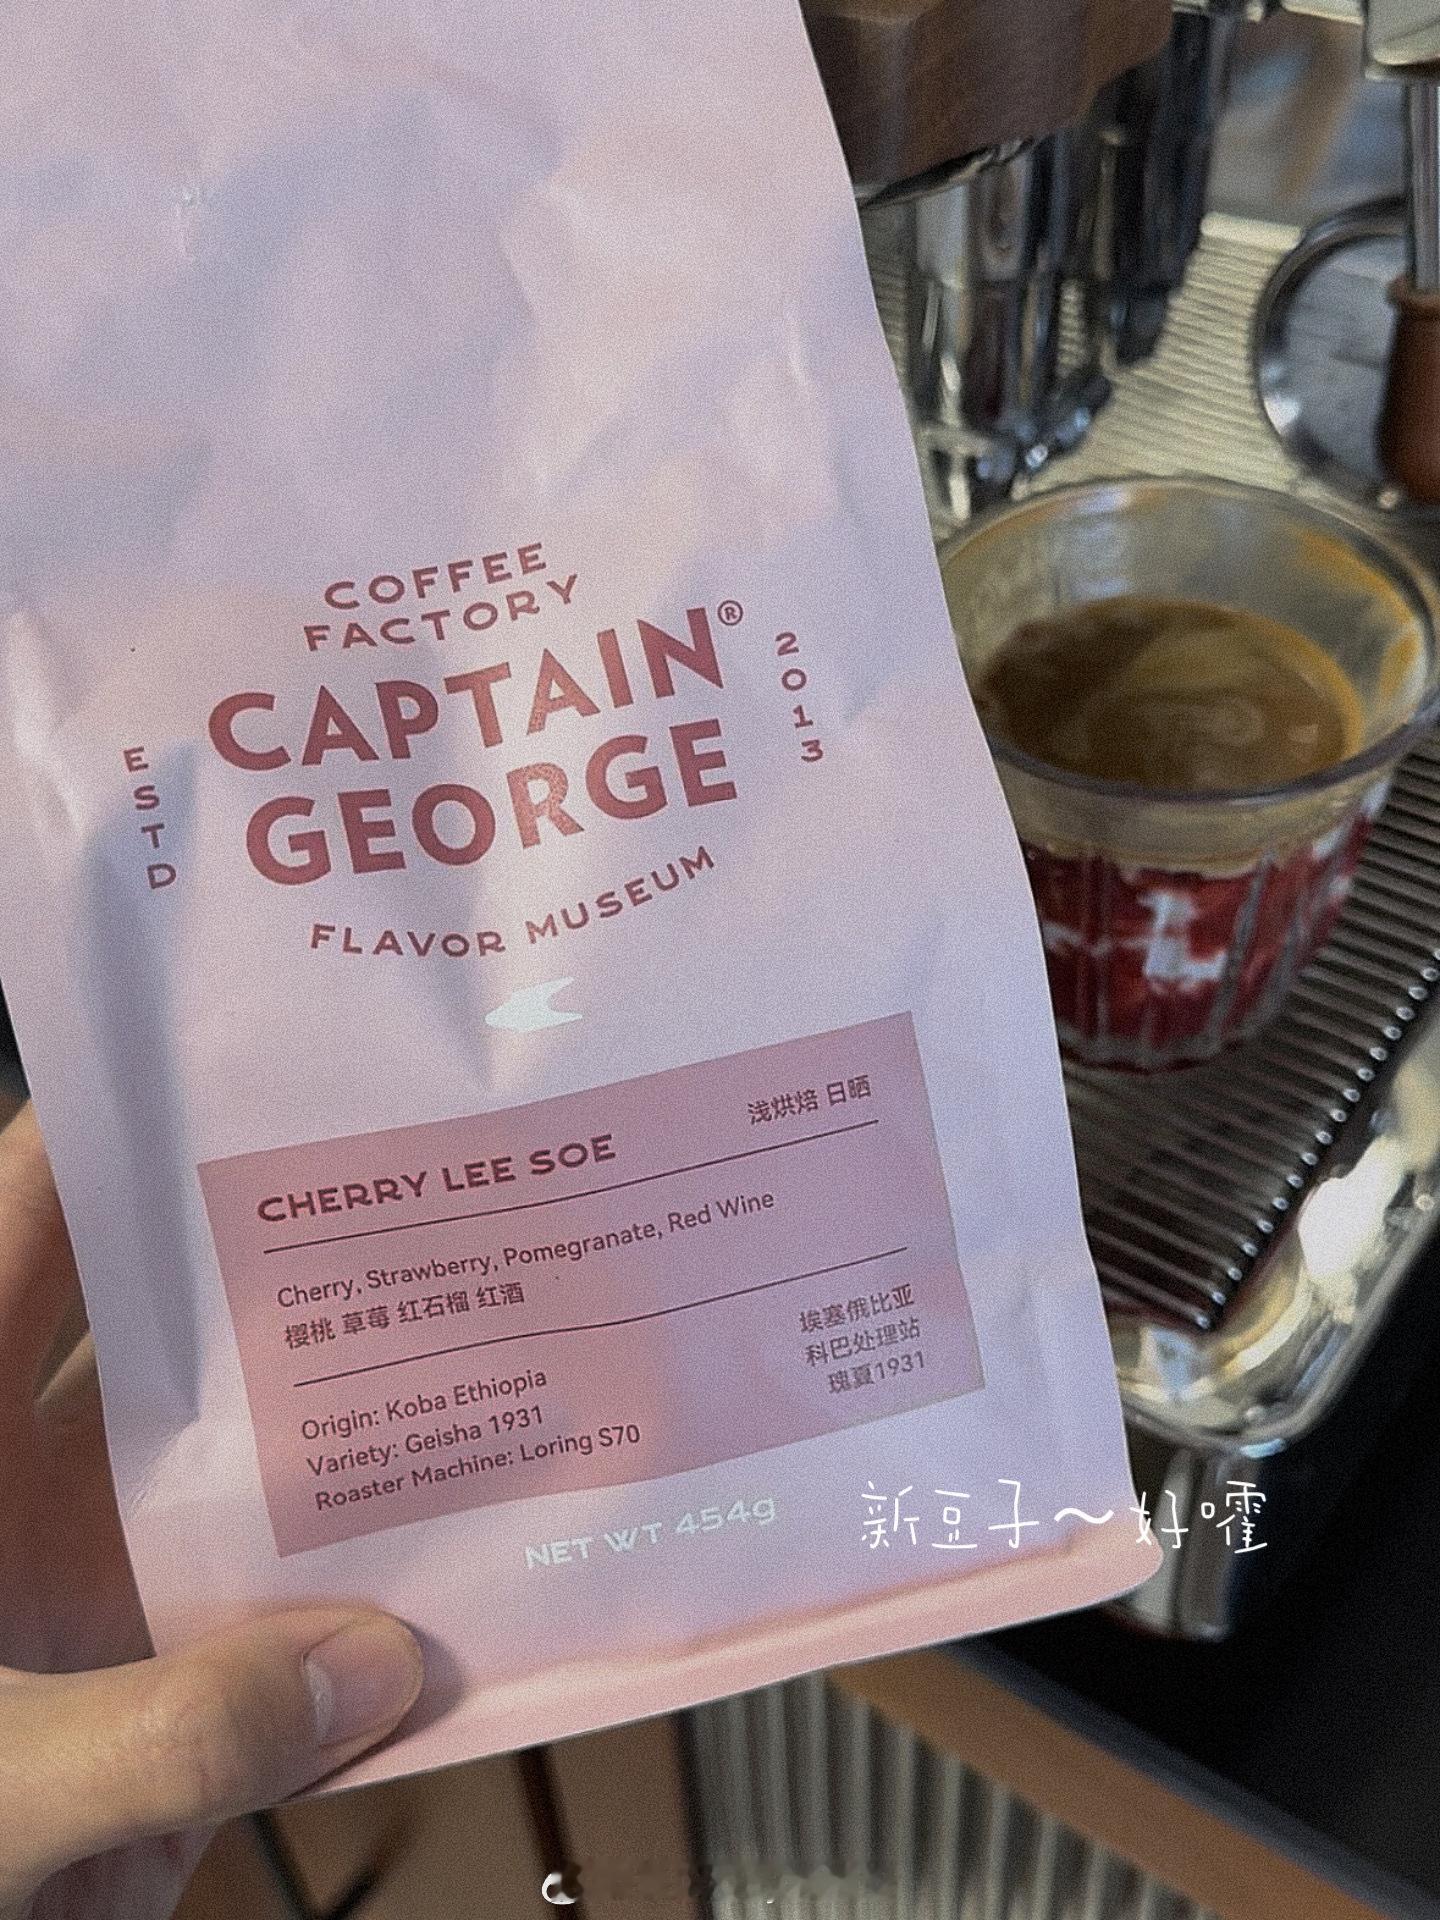 COFFEE
FACTORY
CAPTAIN®
GEORGE
ESTD
2013
FLAVOR MUSEUM
CHERRY LEE SOE
浅烘焙 日晒
Cherry, Strawberry, Pomegranate, Red Wine
樱桃 草莓 红石榴 红酒
Origin: Koba Ethiopia
Variety: Geisha 1931
Roaster Machine: Loring S70
埃塞俄比亚
科巴处理站
瑰夏1931
NET WT 454g
新豆子～好嚯